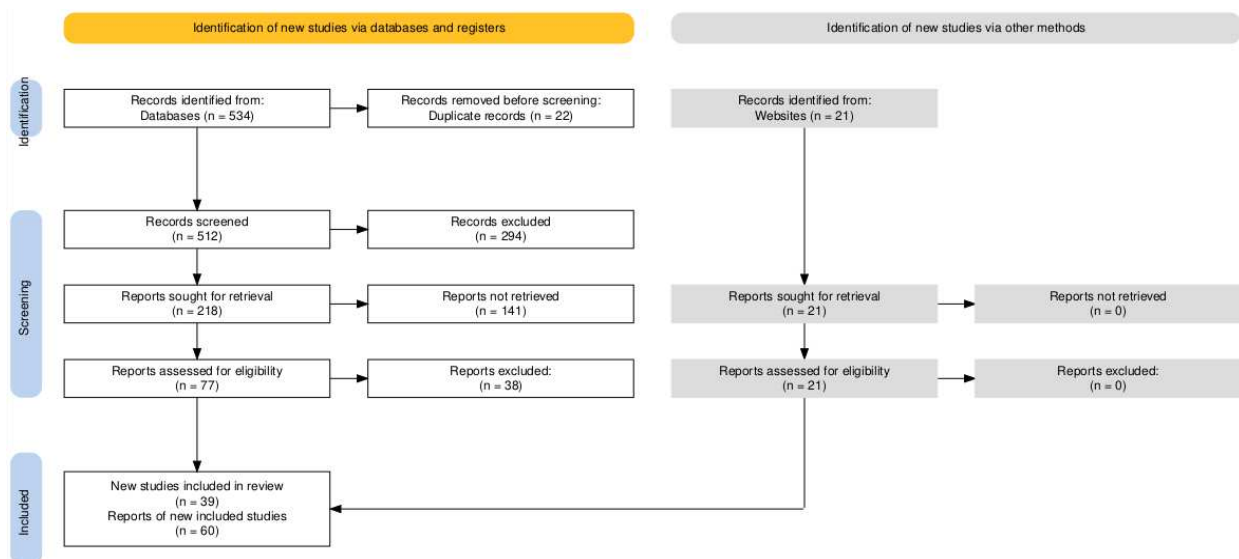 Identification of new studies via databases and registers
Identification of new studies via other methods
Identification
Records identified from:
Databases (n = 534)
Records removed before screening:
Duplicate records (n = 22)
Records identified from:
Websites (n = 21)
Screening
Records screened
(n = 512)
Records excluded
(n = 294)
Reports sought for retrieval
(n = 218)
Reports not retrieved
(n = 141)
Reports sought for retrieval
(n = 21)
Reports not retrieved
(n = 0)
Reports assessed for eligibility
(n = 77)
Reports excluded:
(n = 38)
Reports assessed for eligibility
(n = 21)
Reports excluded:
(n = 0)
Included
New studies included in review
(n = 39)
Reports of new included studies
(n = 60)